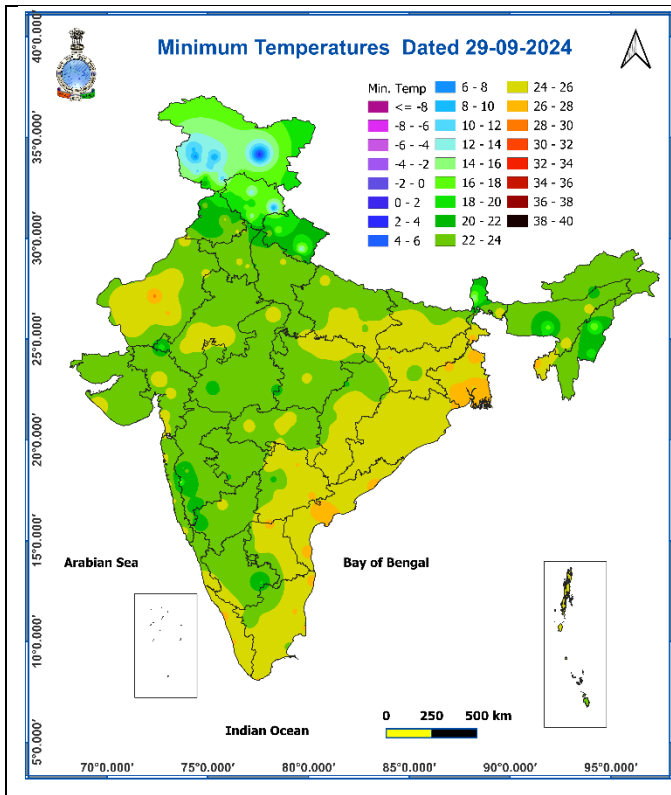 Minimum Temperatures Dated 29-09-2024
Min. Temp
<= -8
-8 - -6
-6 - -4
-4 - -2
-2 - 0
0 - 2
2 - 4
4 - 6
6 - 8
8 - 10
10 - 12
12 - 14
14 - 16
16 - 18
18 - 20
20 - 22
22 - 24
24 - 26
26 - 28
28 - 30
30 - 32
32 - 34
34 - 36
36 - 38
38 - 40
40°0.000'
35°0.000'
30°0.000'
25°0.000'
20°0.000'
15°0.000'
10°0.000'
5°0.000'
Arabian Sea
Bay of Bengal
Indian Ocean
0 250 500 km
70°0.000' 75°0.000' 80°0.000' 85°0.000' 90°0.000' 95°0.000'